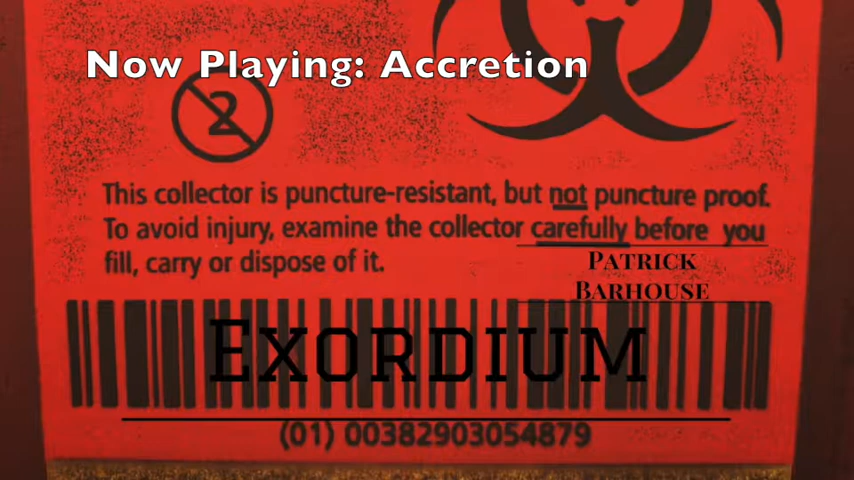 Now Playing: Accretion
2
This collector is puncture-resistant, but not puncture proof.
To avoid injury, examine the collector carefully before you
fill, carry or dispose of it.
PATRICK
BARHOUSE
EXORDIUM
(01) 00382903054879